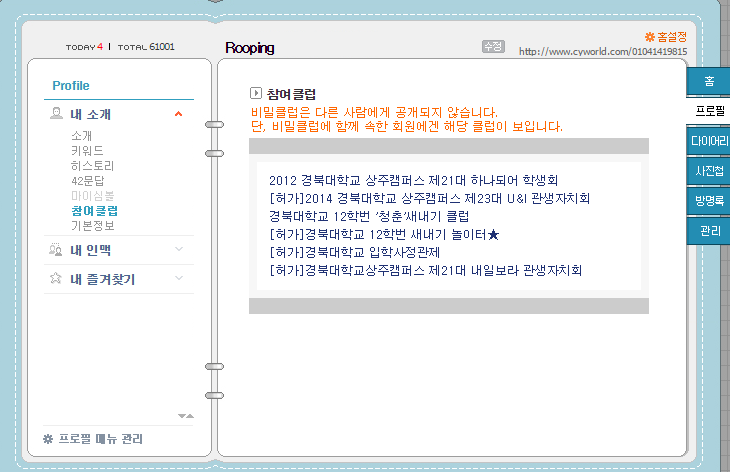 TODAY 4 | TOTAL 61001
Rooping
수정
홈설정
http://www.cyworld.com/01041419815
Profile
내 소개
소개
키워드
히스토리
42문답
마이심볼
참여클럽
기본정보
내 인맥
내 즐겨찾기
프로필 메뉴 관리
참여클럽
비밀클럽은 다른 사람에게 공개되지 않습니다.
단, 비밀클럽에 함께 속한 회원에겐 해당 클럽이 보입니다.
2012 경북대학교 상주캠퍼스 제21대 하나되어 학생회
[허가]2014 경북대학교 상주캠퍼스 제23대 U&I 관생자치회
경북대학교 12학번 '청춘'새내기 클럽
[허가]경북대학교 12학번 새내기 놀이터★
[허가]경북대학교 입학사정관제
[허가]경북대학교상주캠퍼스 제21대 내일보라 관생자치회
홈
프로필
다이어리
사진첩
방명록
관리